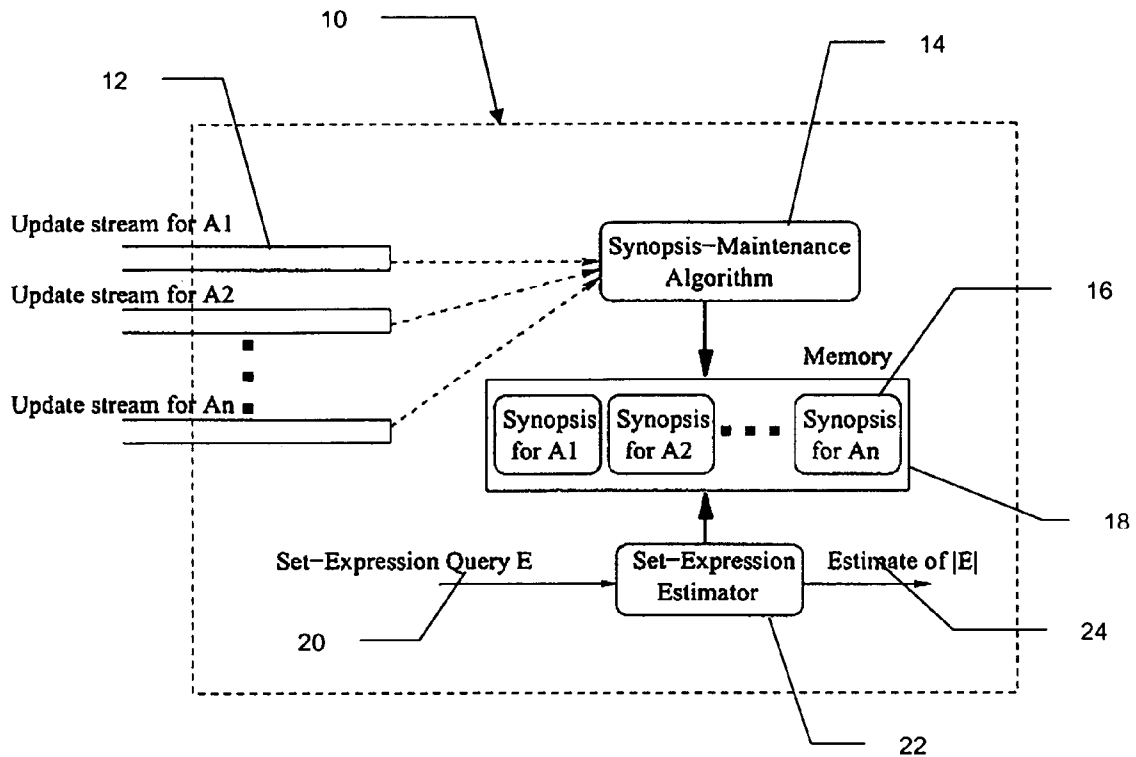 10
14
12
Update stream for A1
Synopsis-Maintenance
Algorithm
Update stream for A2
16
Memory
Update stream for An
Synopsis
for A1
Synopsis
for A2
Synopsis
for An
18
Set-Expression Query E
Set-Expression
Estimator
Estimate of |E|
20
24
22